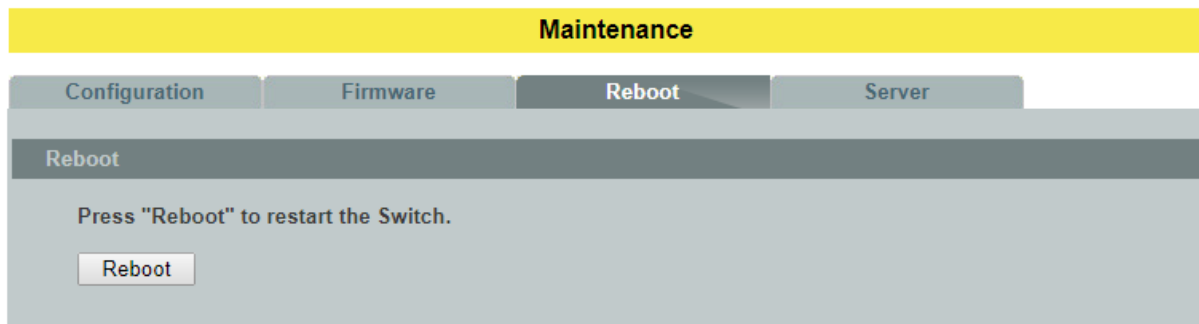 Maintenance
Configuration Firmware Reboot Server
Reboot
Press "Reboot" to restart the Switch.
Reboot